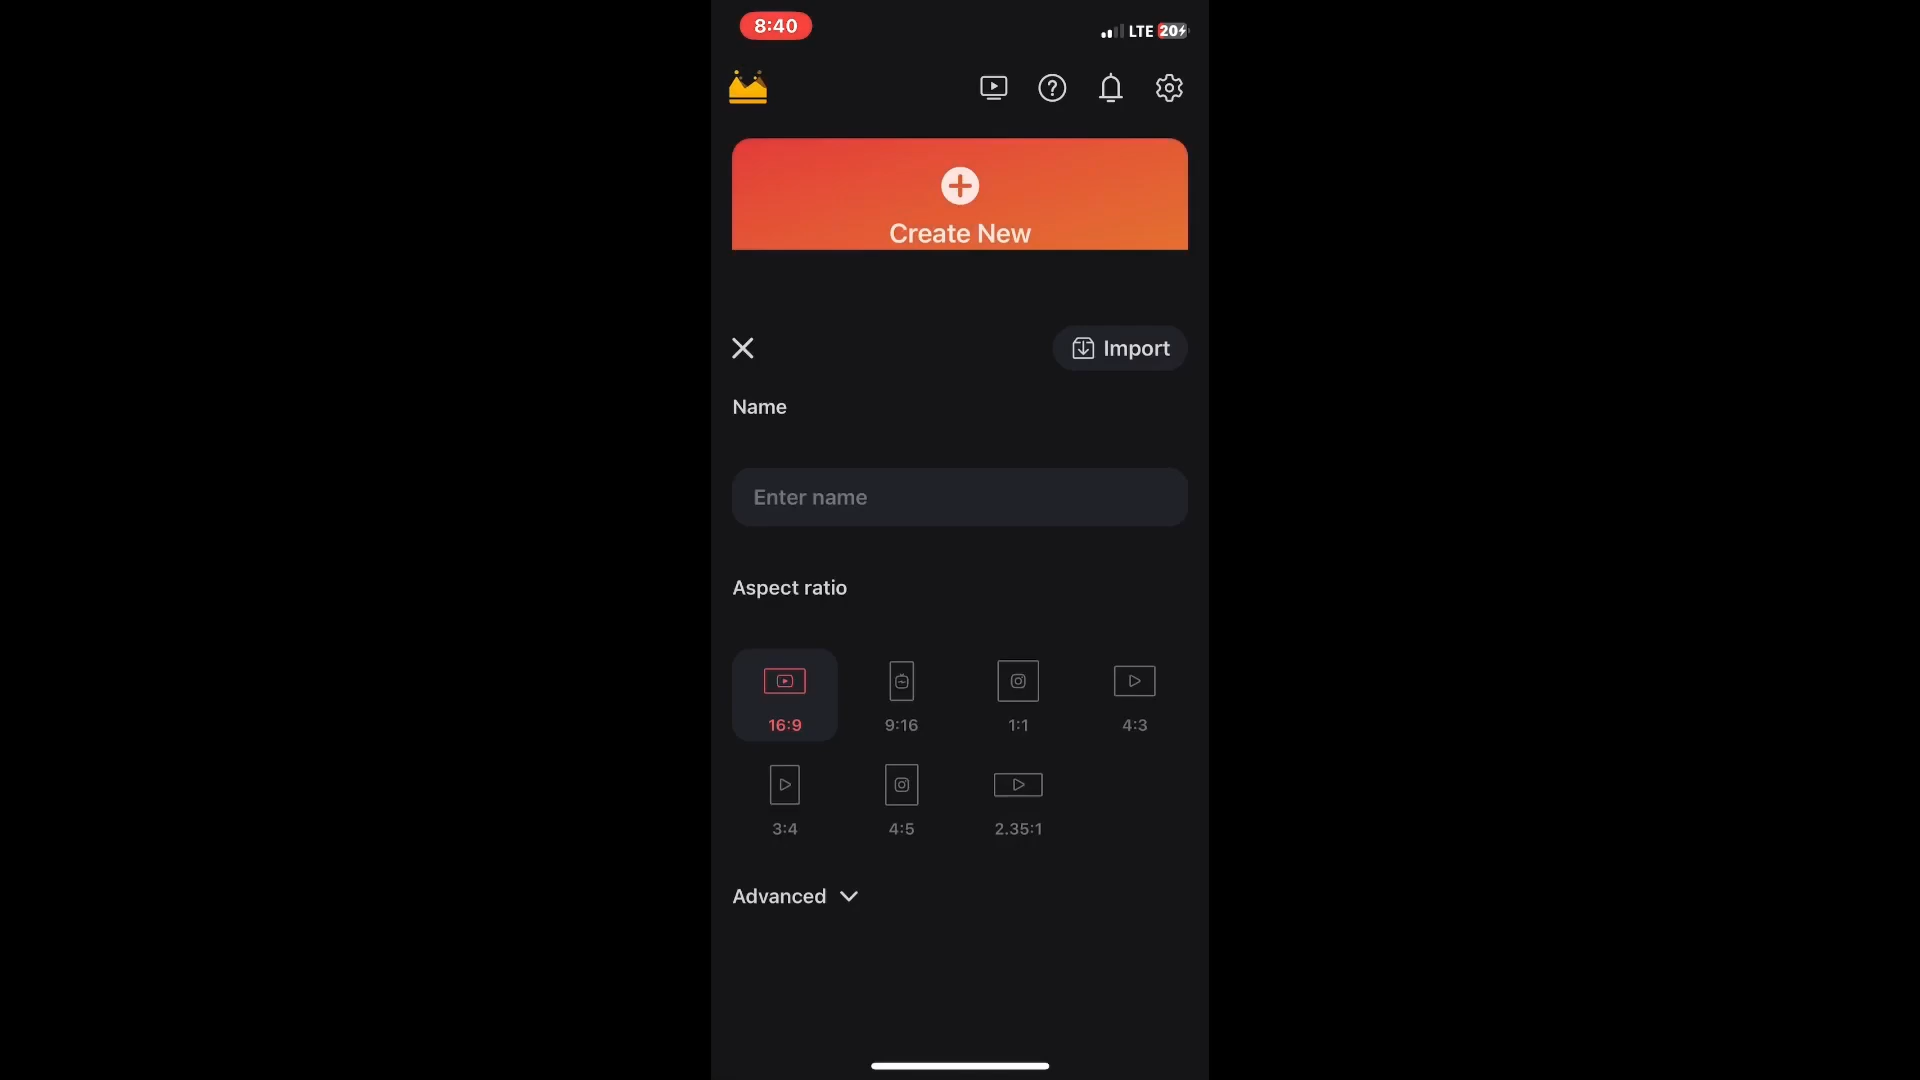 8:40
LTE 20
Create New
Import
Name
Enter name
Aspect ratio
16:9
9:16
1:1
4:3
3:4
4:5
2.35:1
Advanced